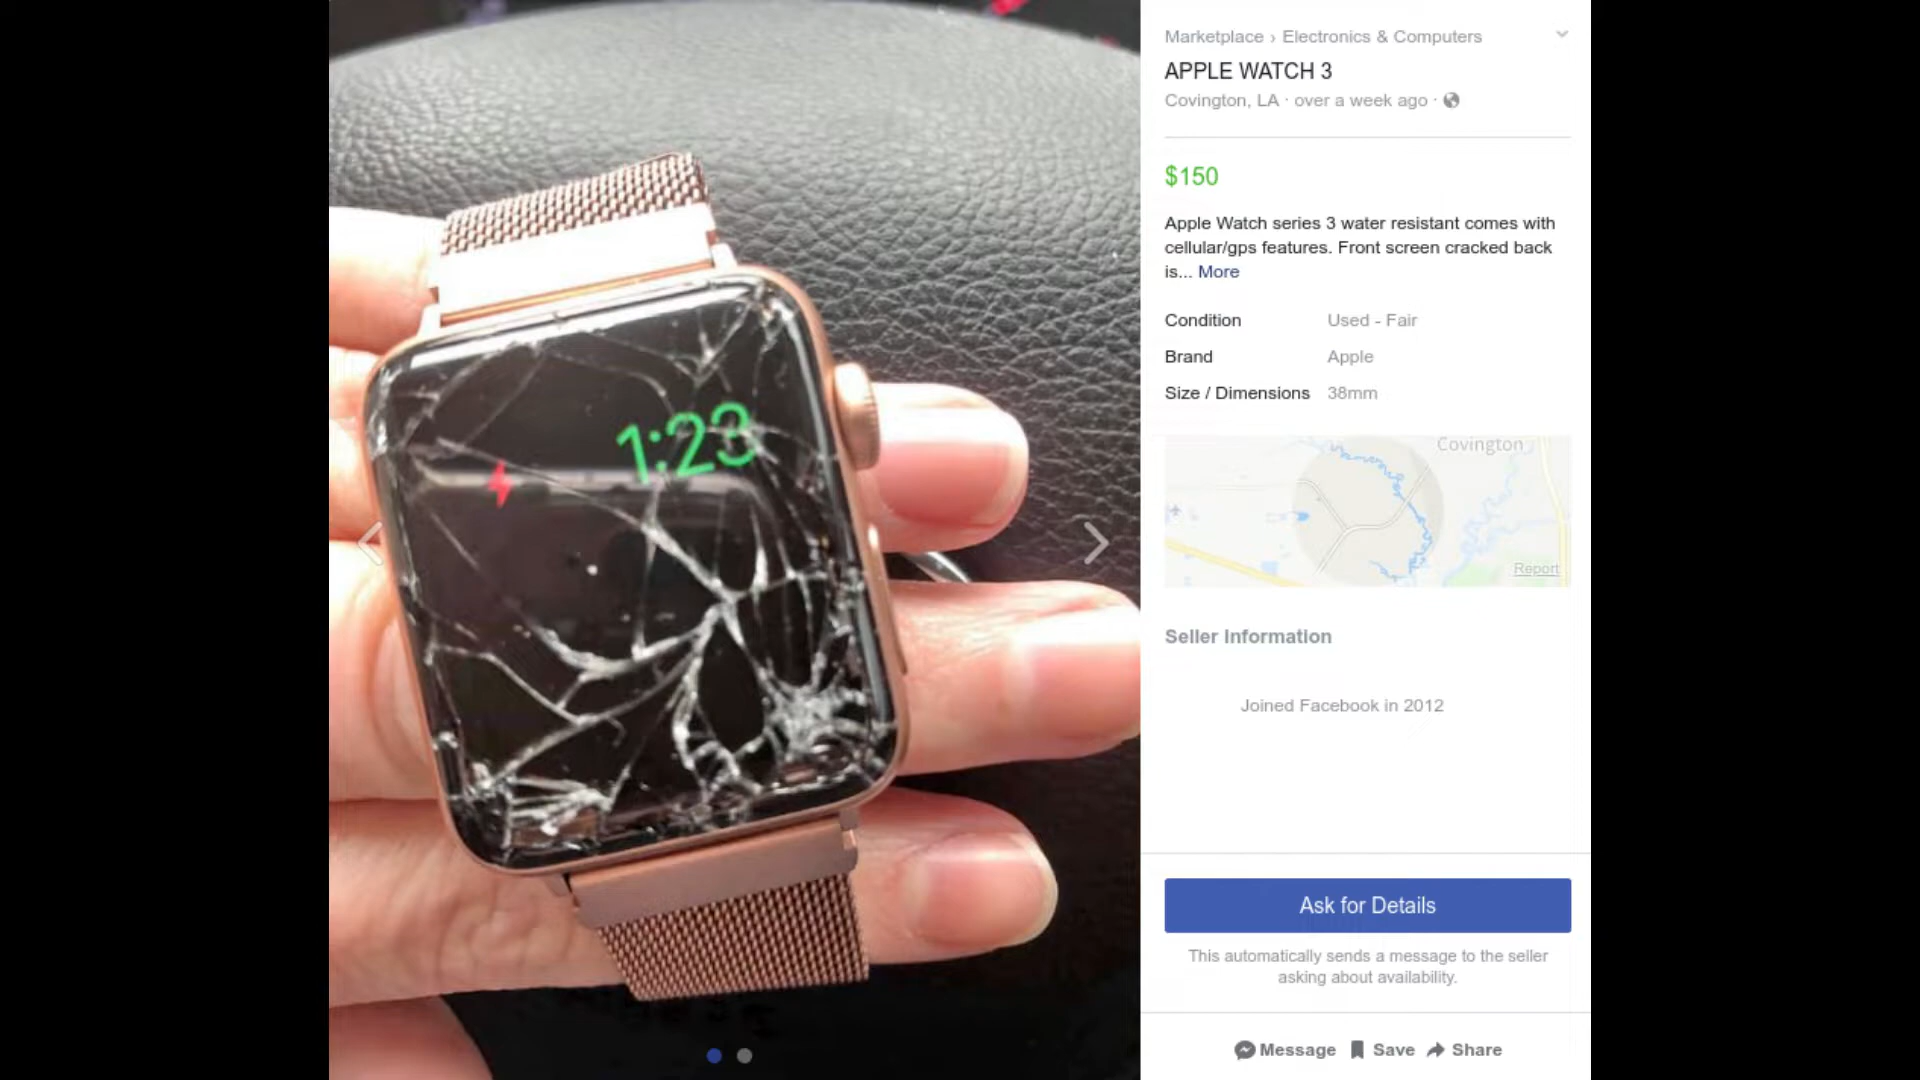 1:23
Marketplace › Electronics & Computers
APPLE WATCH 3
Covington, LA · over a week ago ·
$150
Apple Watch series 3 water resistant comes with
cellular/gps features. Front screen cracked back
is... More
Condition Used - Fair
Brand Apple
Size / Dimensions 38mm
Covington
Report
Seller Information
Joined Facebook in 2012
Ask for Details
This automatically sends a message to the seller
asking about availability.
Message Save Share